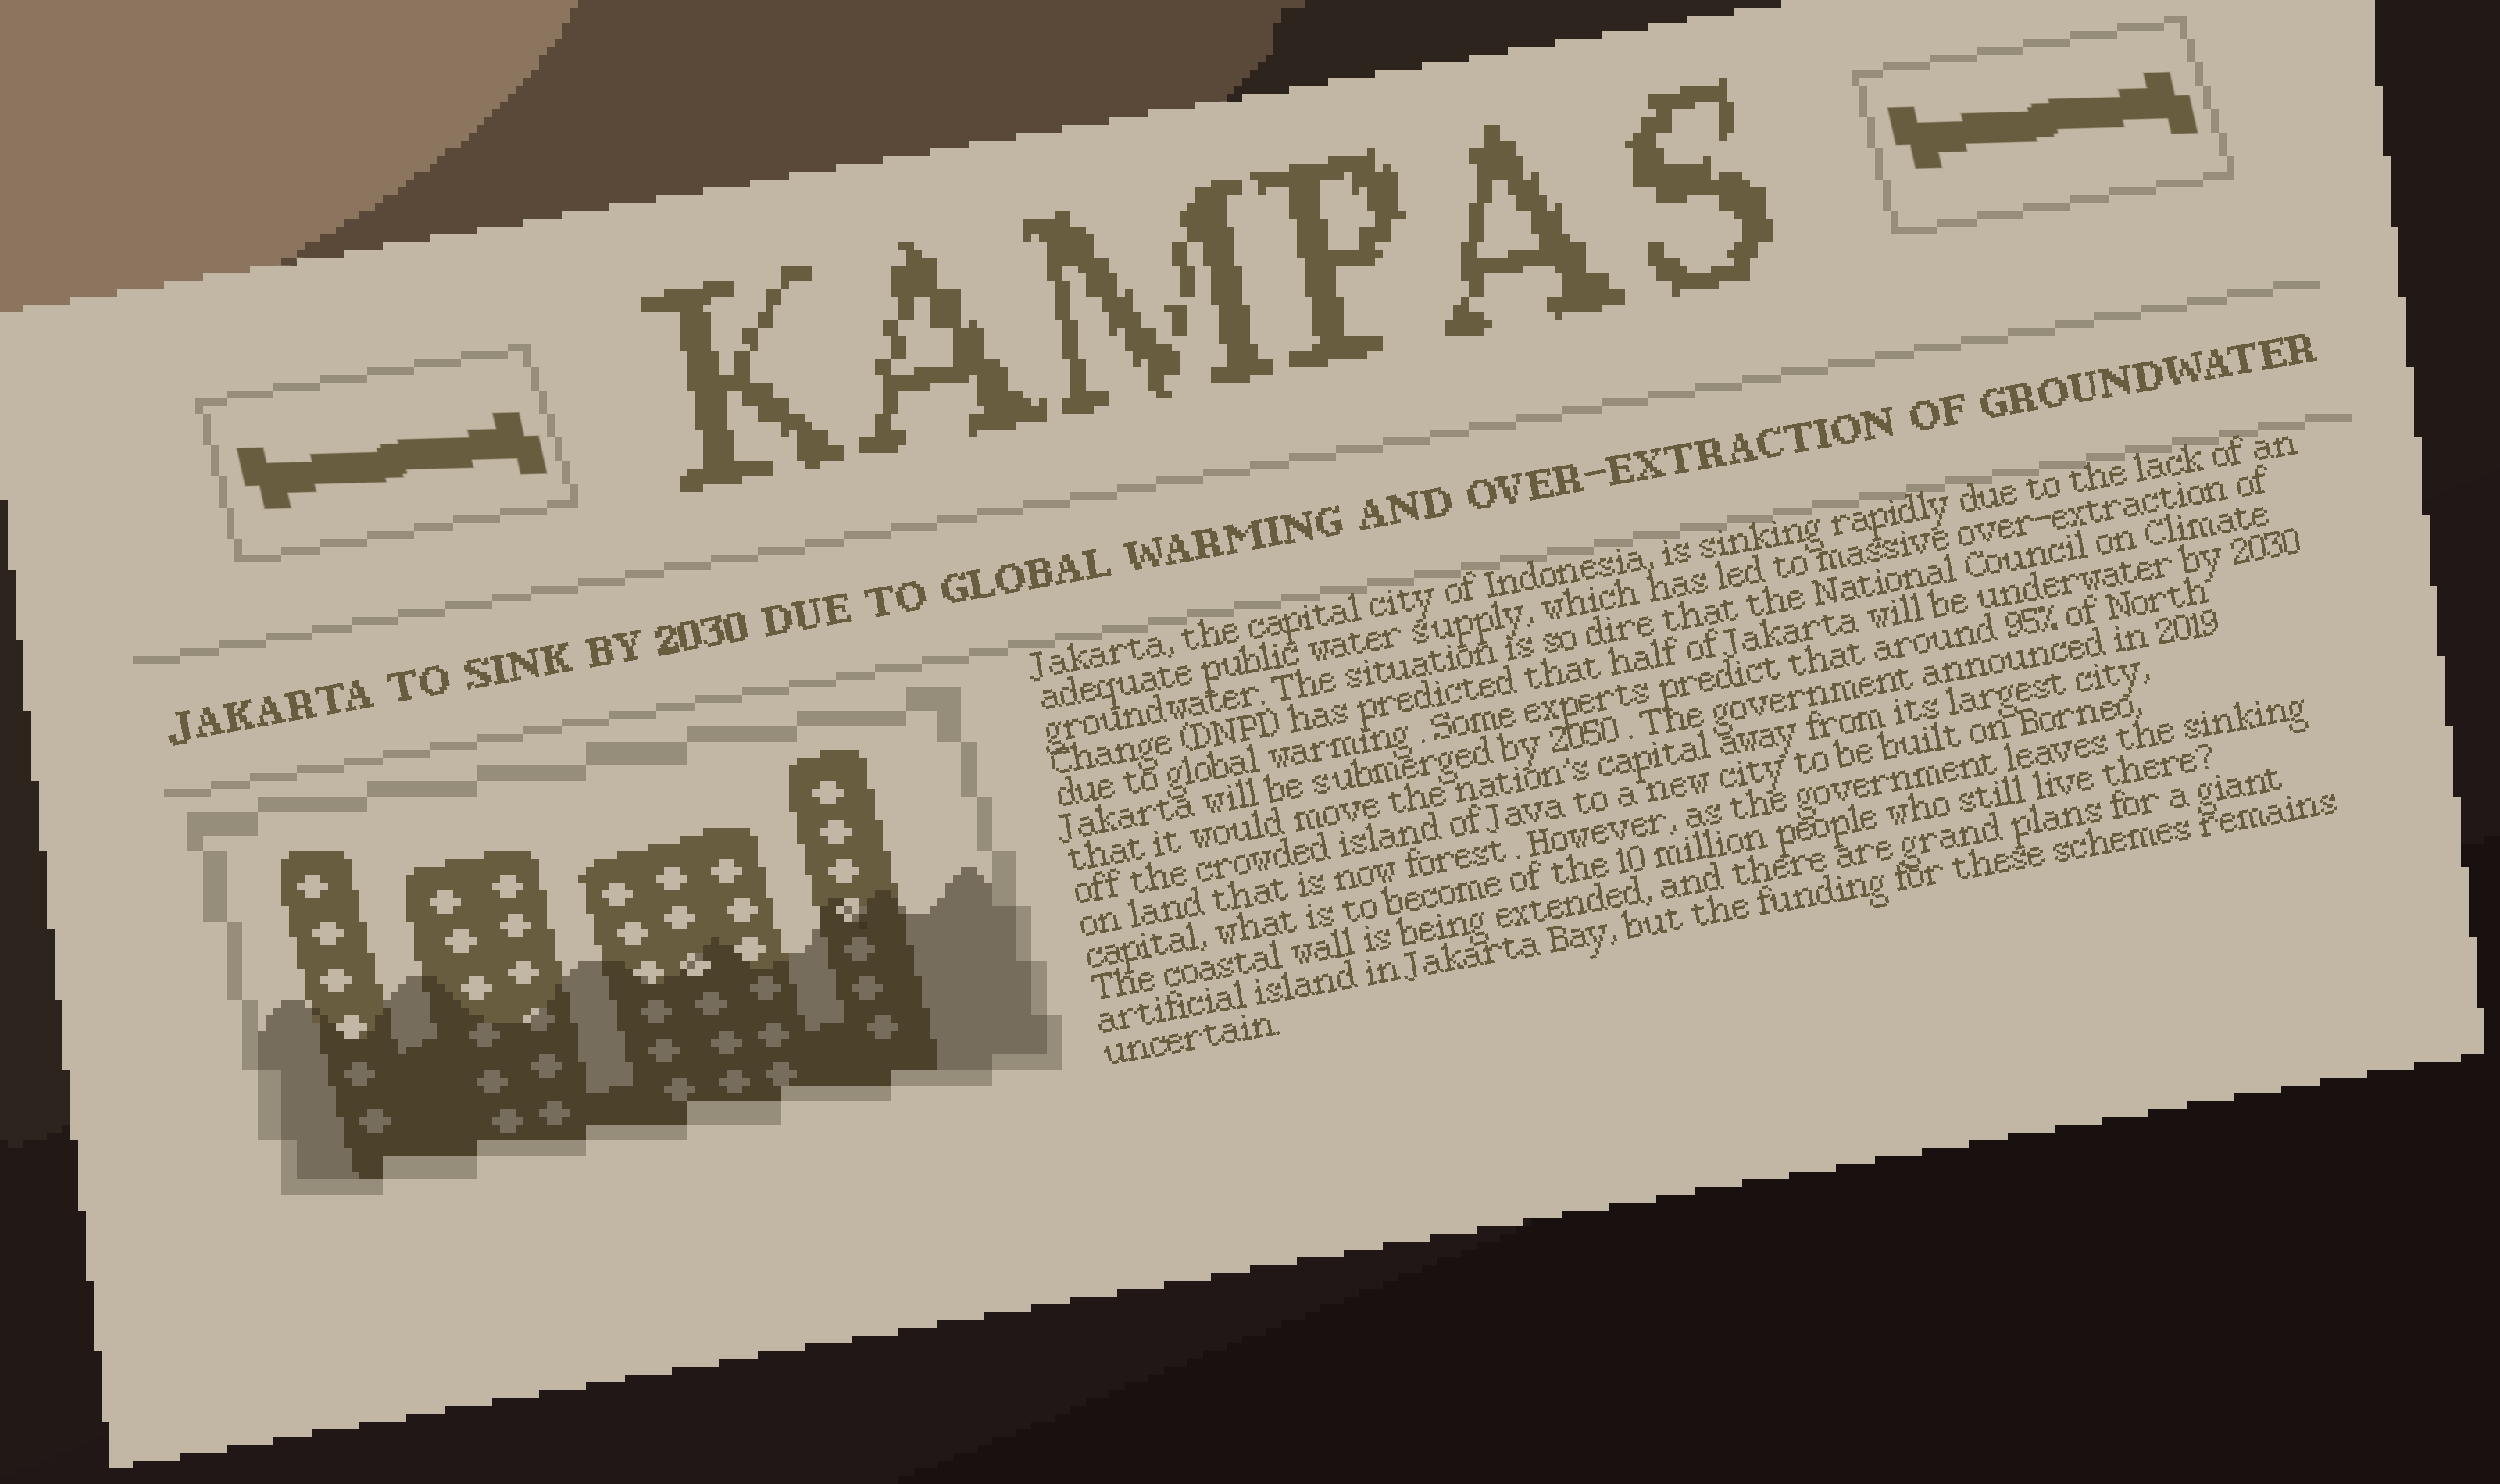 KAMPAS
JAKARTA TO SINK BY 2030 DUE TO GLOBAL WARMING AND OVER-EXTRACTION OF GROUNDWATER
Jakarta, the capital city of Indonesia, is sinking rapidly due to the lack of an
adequate public water supply, which has led to massive over-extraction of
groundwater. The situation is so dire that the National Council on Climate
Change (DNPI) has predicted that half of Jakarta will be underwater by 2030
due to global warming. Some experts predict that around 95% of North
Jakarta will be submerged by 2050. The government announced in 2019
that it would move the nation's capital away from its largest city,
off the crowded island of Java to a new city to be built on Borneo,
on land that is now forest. However, as the government leaves the sinking
capital, what is to become of the 10 million people who still live there?
The coastal wall is being extended, and there are grand plans for a giant
artificial island in Jakarta Bay, but the funding for these schemes remains
uncertain.